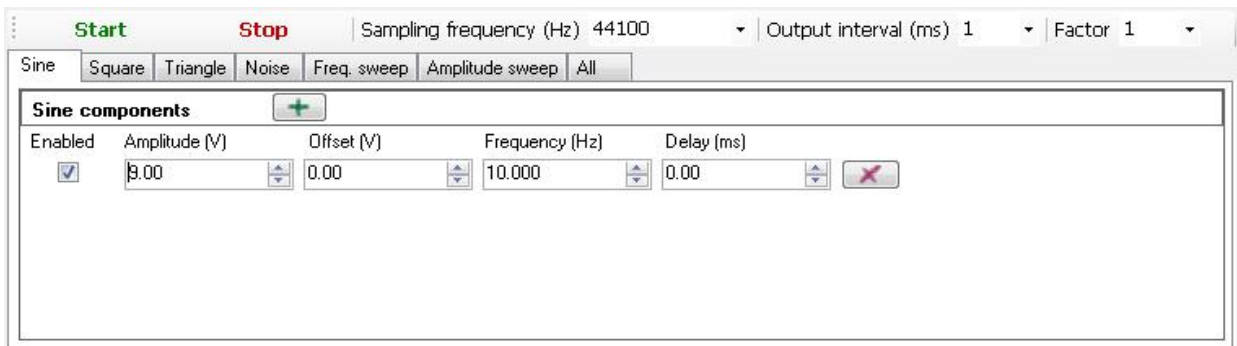 Start Stop Sampling frequency (Hz) 44100 Output interval (ms) 1 Factor 1
Sine Square Triangle Noise Freq. sweep Amplitude sweep All
Sine components
Enabled Amplitude (V) Offset (V) Frequency (Hz) Delay (ms)
9.00 0.00 10.000 0.00